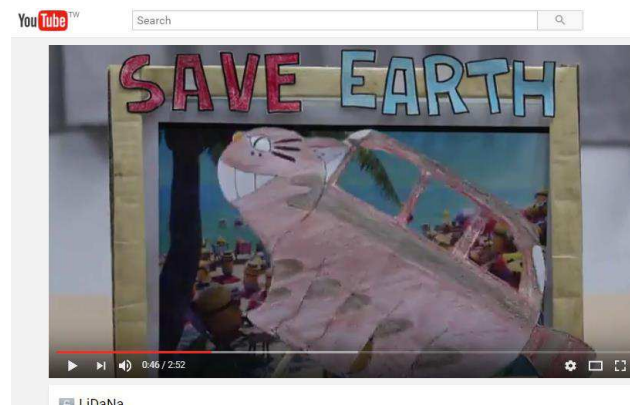 YouTube TW
Search
SAVE EARTH
0:46 / 2:52
LiDaNa